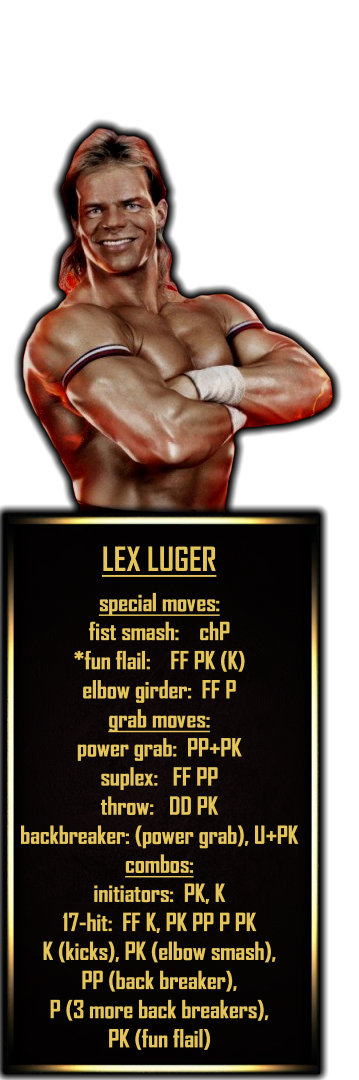 LEX LUGER
special moves:
fist smash: chP
*fun flail: FF PK (K)
elbow girder: FF P
grab moves:
power grab: PP+PK
suplex: FF PP
throw: DD PK
backbreaker: (power grab), U+PK
combos:
initiators: PK, K
17-hit: FF K, PK PP P PK
K (kicks), PK (elbow smash),
PP (back breaker),
P (3 more back breakers),
PK (fun flail)